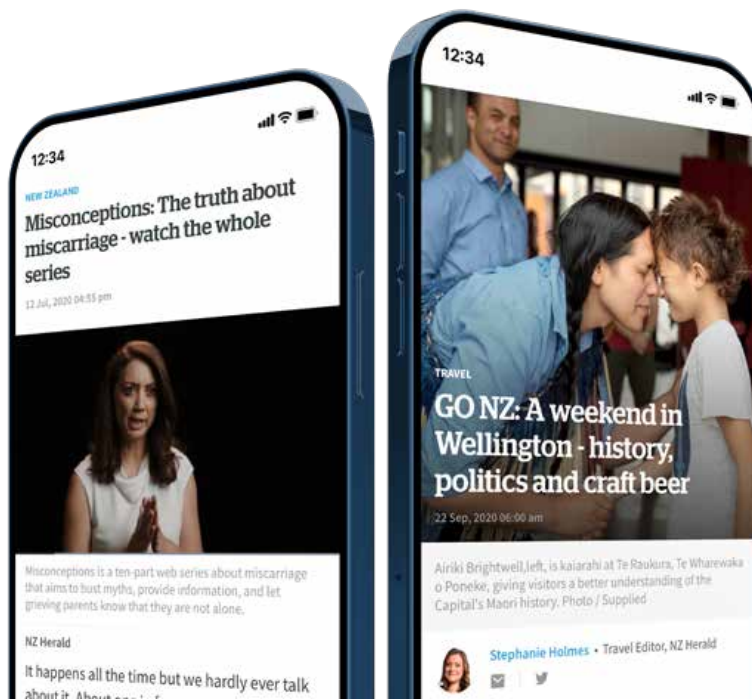 12:34
NEW ZEALAND
Misconceptions: The truth about
miscarriage - watch the whole
series
12 Jul, 2020 04:55 pm
Misconceptions is a ten-part web series about miscarriage
that aims to bust myths, provide information, and let
grieving parents know that they are not alone.
NZ Herald
It happens all the time but we hardly ever talk
about it. About one in
12:34
TRAVEL
GO NZ: A weekend in
Wellington - history,
politics and craft beer
22 Sep, 2020 06:00 am
Airiki Brightwell,left, is kaiarahi at Te Raukura, Te Wharewaka
o Poneke, giving visitors a better understanding of the
Capital's Maori history. Photo / Supplied
Stephanie Holmes • Travel Editor, NZ Herald